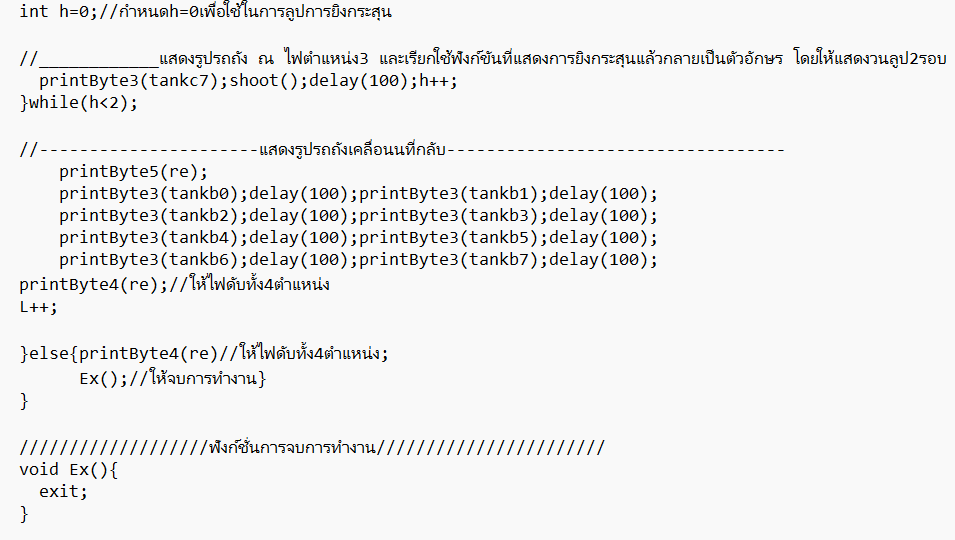 int h=0;//กำหนดh=0เพื่อใช้ในการลูปการยิงกระสุน
//____________แสดงรูปรถถัง ณ ไฟตำแหน่ง3 และเรียกใช้ฟังก์ชันที่แสดงการยิงกระสุนแล้วกลายเป็นตัวอักษร โดยให้แสดงวนลูป2รอบ
printByte3(tankc7);shoot();delay(100);h++;
}while(h<2);
//----------------------แสดงรูปรถถังเคลื่อนนที่กลับ----------------------------------
printByte5(re);
printByte3(tankb0);delay(100);printByte3(tankb1);delay(100);
printByte3(tankb2);delay(100);printByte3(tankb3);delay(100);
printByte3(tankb4);delay(100);printByte3(tankb5);delay(100);
printByte3(tankb6);delay(100);printByte3(tankb7);delay(100);
printByte4(re);//ให้ไฟดับทั้ง4ตำแหน่ง
L++;
}else{printByte4(re)//ให้ไฟดับทั้ง4ตำแหน่ง;
Ex();//ให้จบการทำงาน}
}
///////////////////ฟังก์ชั่นการจบการทำงาน///////////////////////
void Ex(){
exit;
}